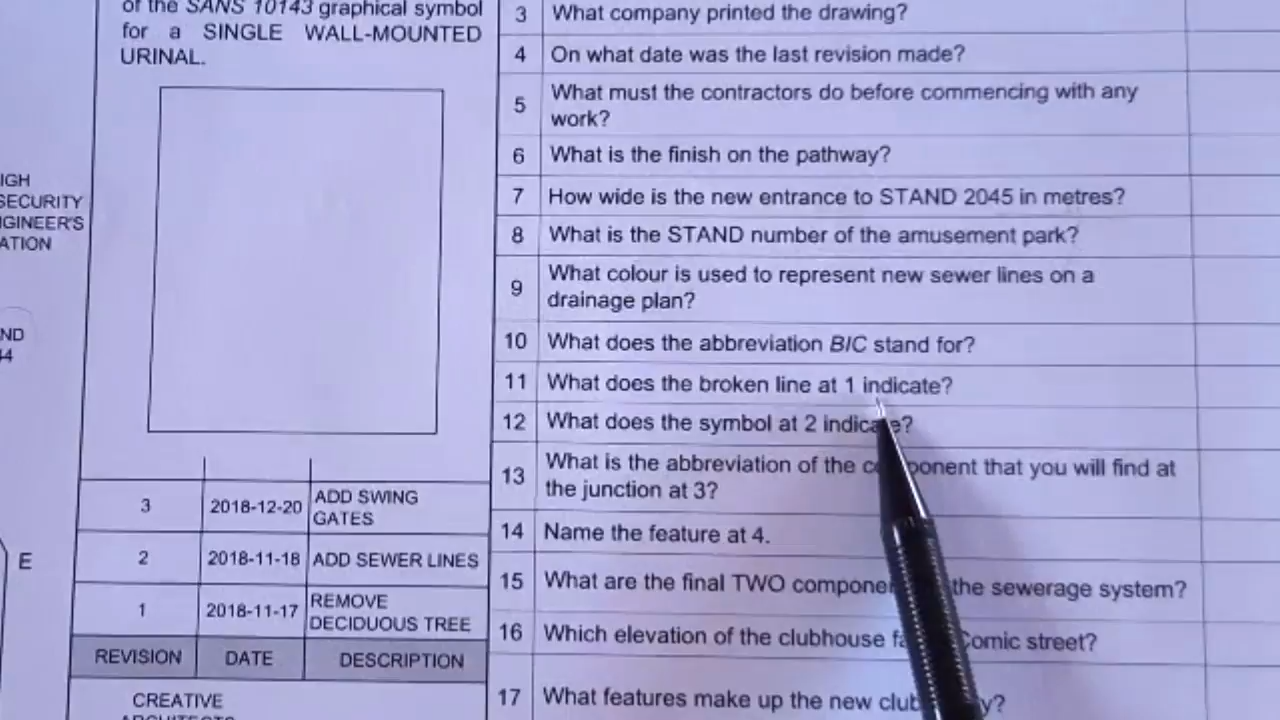 of the SANS 10143 graphical symbol
for a SINGLE WALL-MOUNTED
URINAL.
IGH
SECURITY
GINEER'S
ATION
ND
44
E
3 2018-12-20 ADD SWING
GATES
2 2018-11-18 ADD SEWER LINES
1 2018-11-17 REMOVE
DECIDUOUS TREE
REVISION DATE DESCRIPTION
CREATIVE
ARCHITECTS
3 What company printed the drawing?
4 On what date was the last revision made?
5 What must the contractors do before commencing with any
work?
6 What is the finish on the pathway?
7 How wide is the new entrance to STAND 2045 in metres?
8 What is the STAND number of the amusement park?
9 What colour is used to represent new sewer lines on a
drainage plan?
10 What does the abbreviation BIC stand for?
11 What does the broken line at 1 indicate?
12 What does the symbol at 2 indicate?
13 What is the abbreviation of the component that you will find at
the junction at 3?
14 Name the feature at 4.
15 What are the final TWO the sewerage system?
16 Which elevation of the clubhouse Comic street?
17 What features make up the new